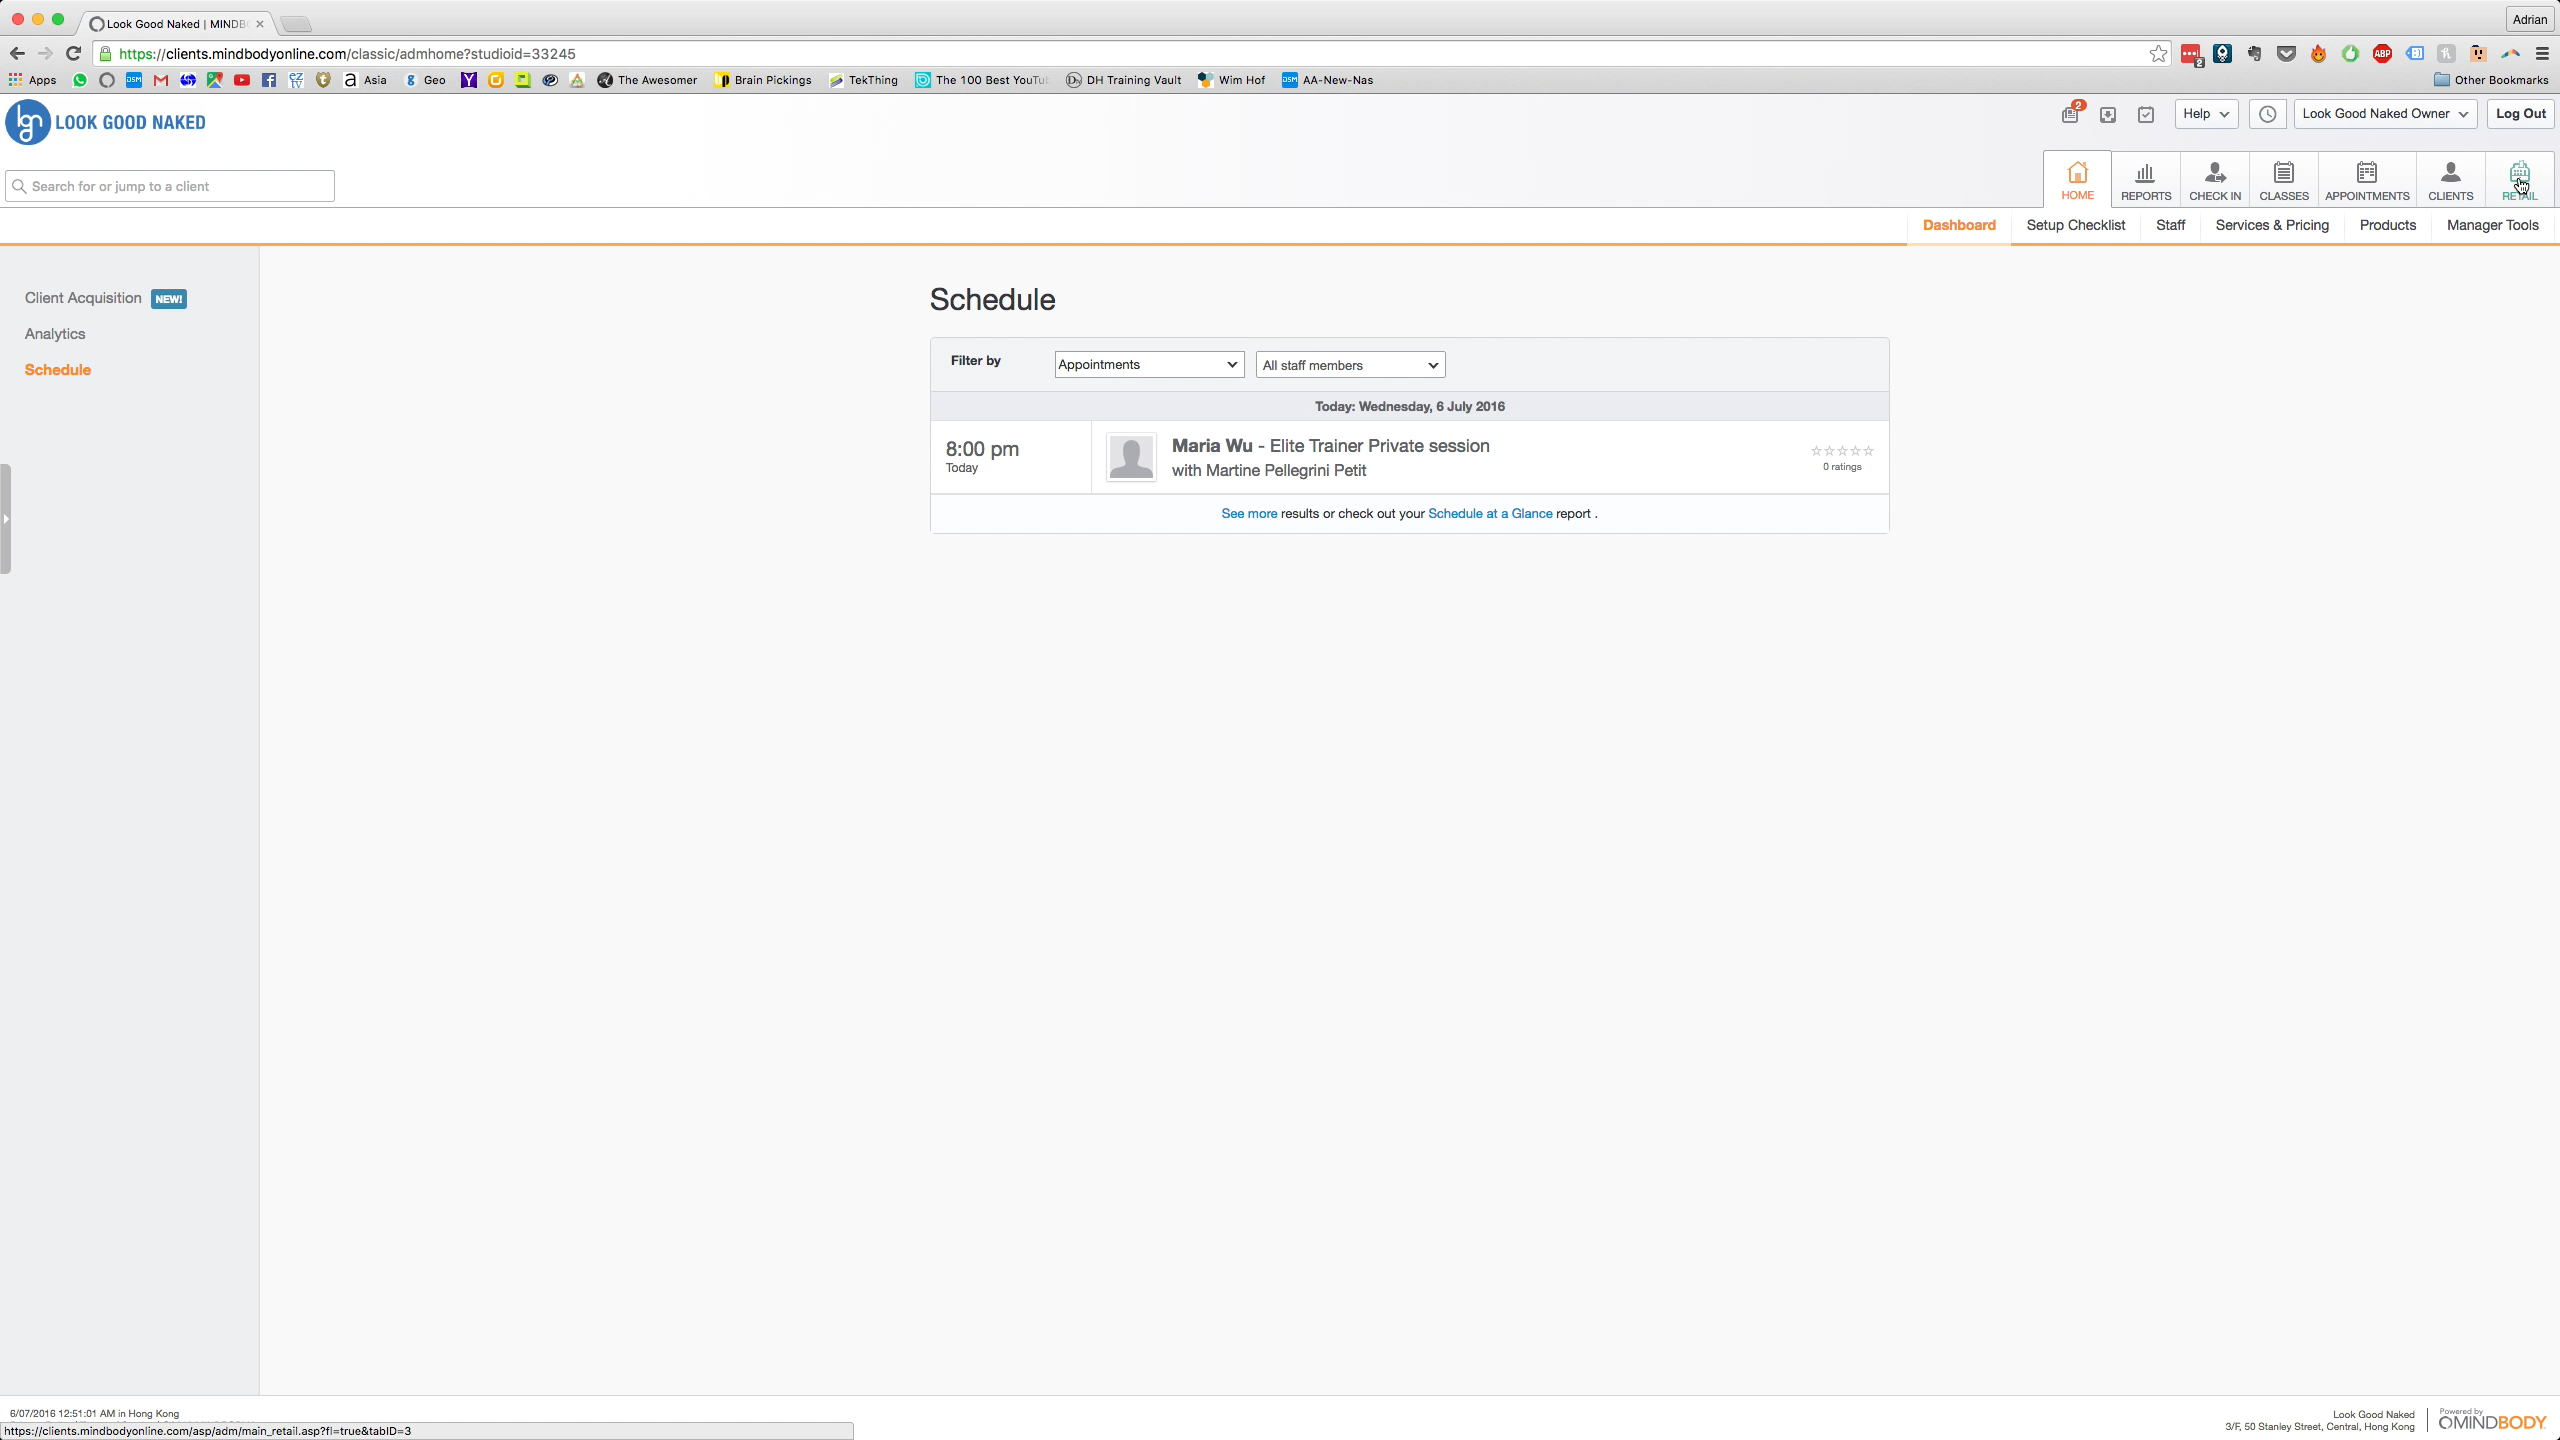 Look Good Naked | MINDB
Adrian
https://clients.mindbodyonline.com/classic/admhome?studioid=33245
2
ABP
Apps
DSM
Asia
Geo
The Awesomer
Brain Pickings
TekThing
The 100 Best YouTu
DH Training Vault
Wim Hof
DSM
AA-New-Nas
Other Bookmarks
lgn LOOK GOOD NAKED
2
Help
Look Good Naked Owner
Log Out
Search for or jump to a client
HOME
REPORTS
CHECK IN
CLASSES
APPOINTMENTS
CLIENTS
RETAIL
Dashboard
Setup Checklist
Staff
Services & Pricing
Products
Manager Tools
Client Acquisition NEW!
Analytics
Schedule
Schedule
Filter by
Appointments
All staff members
Today: Wednesday, 6 July 2016
8:00 pm
Today
Maria Wu - Elite Trainer Private session
with Martine Pellegrini Petit
0 ratings
See more results or check out your Schedule at a Glance report .
6/07/2016 12:51:01 AM in Hong Kong
https://clients.mindbodyonline.com/asp/adm/main_retail.asp?fl=true&tabID=3
Look Good Naked
3/F, 50 Stanley Street, Central, Hong Kong
Powered by
MINDBODY